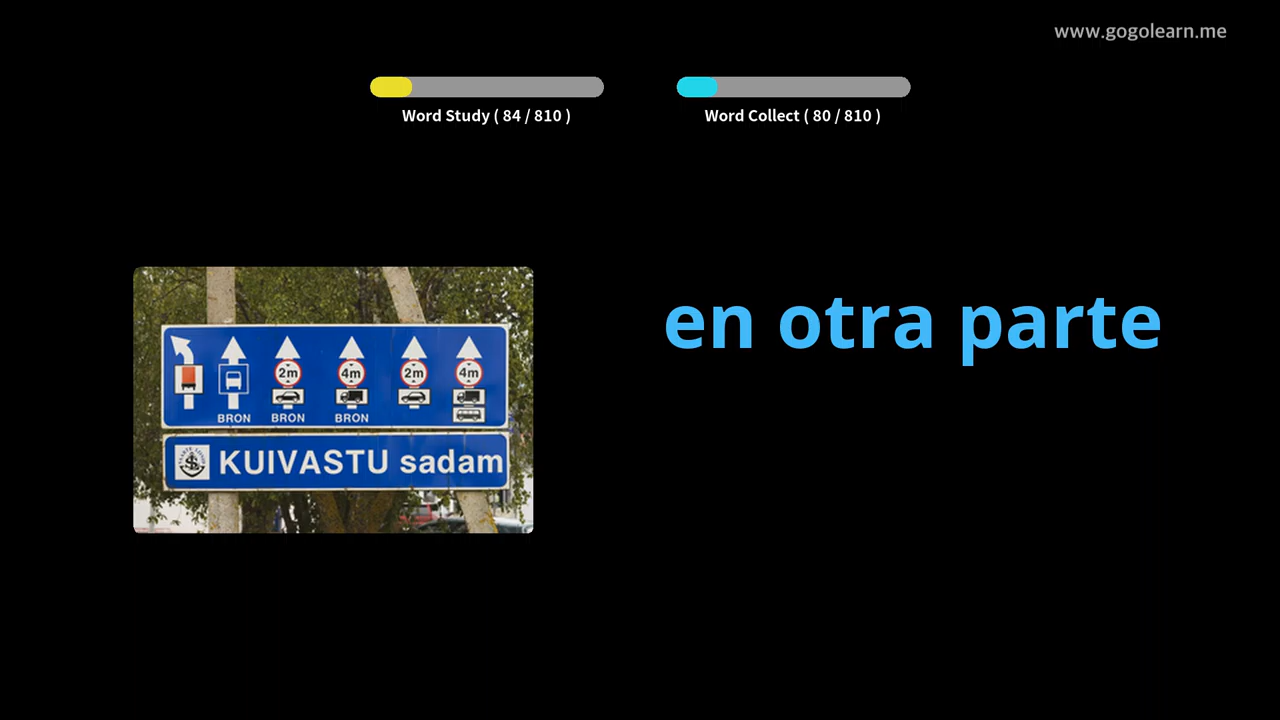 www.gogolearn.me
Word Study ( 84 / 810 )
Word Collect ( 80 / 810 )
en otra parte
2m 4m 2m 4m
BRON BRON BRON
KUIVASTU sadam